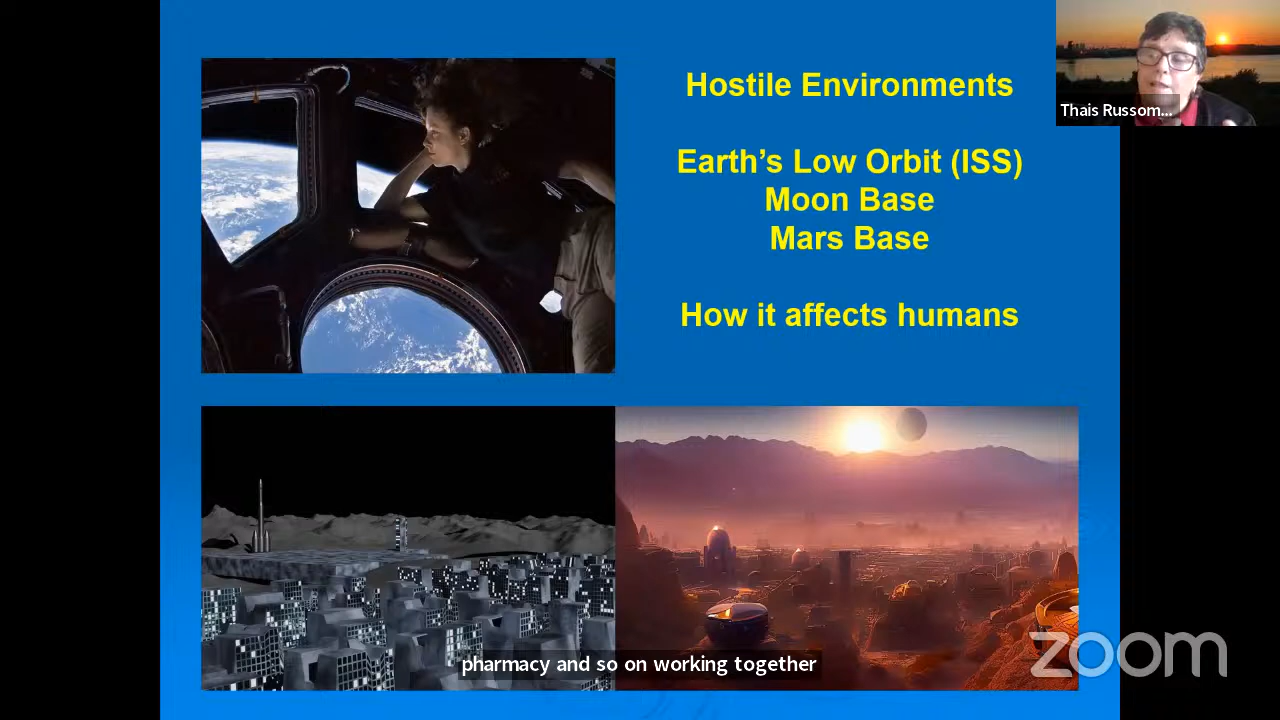 Hostile Environments
Earth's Low Orbit (ISS)
Moon Base
Mars Base
How it affects humans
Thais Russom...
pharmacy and so on working together
zoom